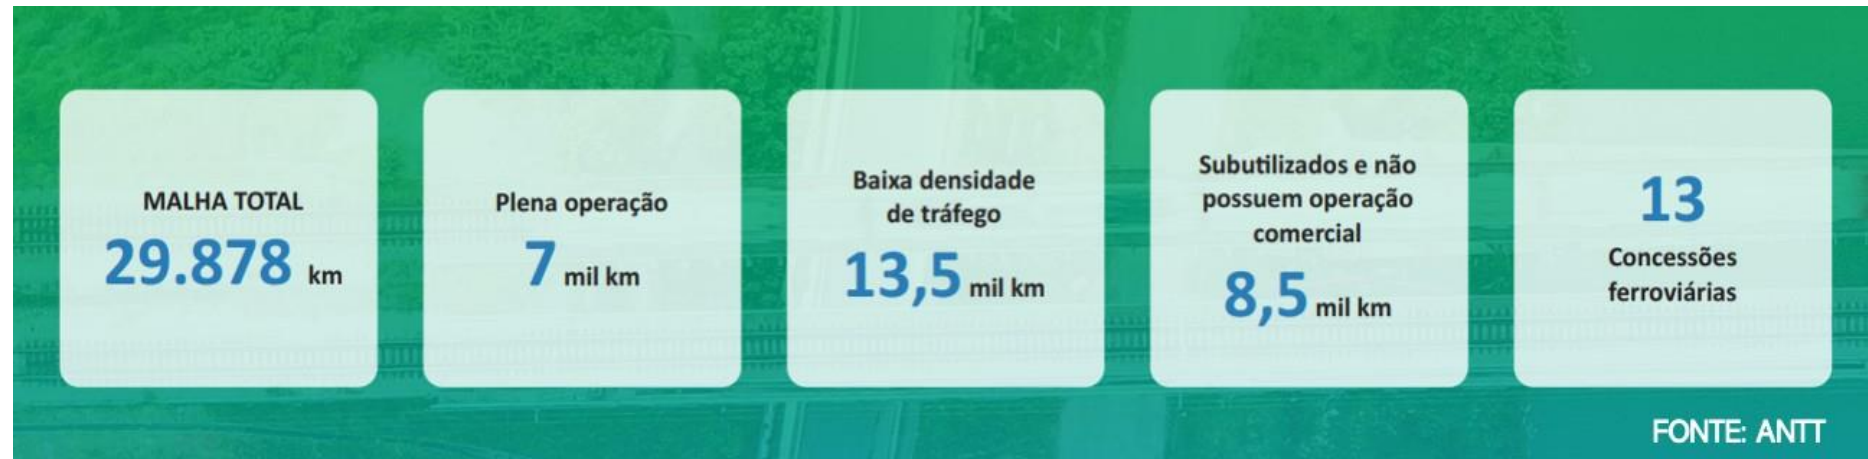 MALHA TOTAL
29.878 km
Plena operação
7 mil km
Baixa densidade
de tráfego
13,5 mil km
Subutilizados e não
possuem operação
comercial
8,5 mil km
13
Concessões
ferroviárias
FONTE: ANTT